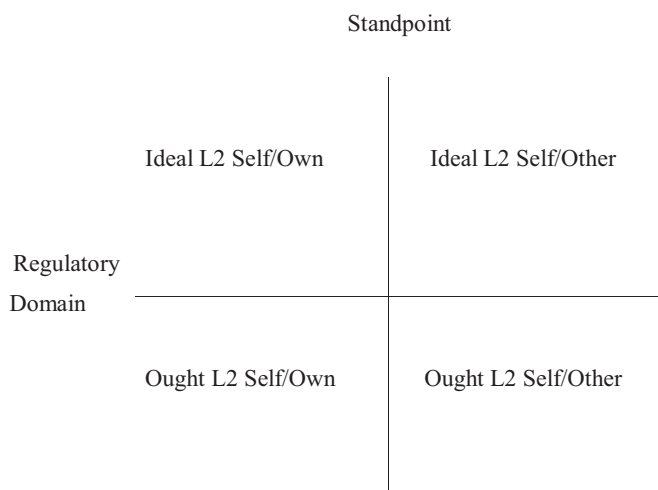 Standpoint
Ideal L2 Self/Own
Ideal L2 Self/Other
Regulatory
Domain
Ought L2 Self/Own
Ought L2 Self/Other